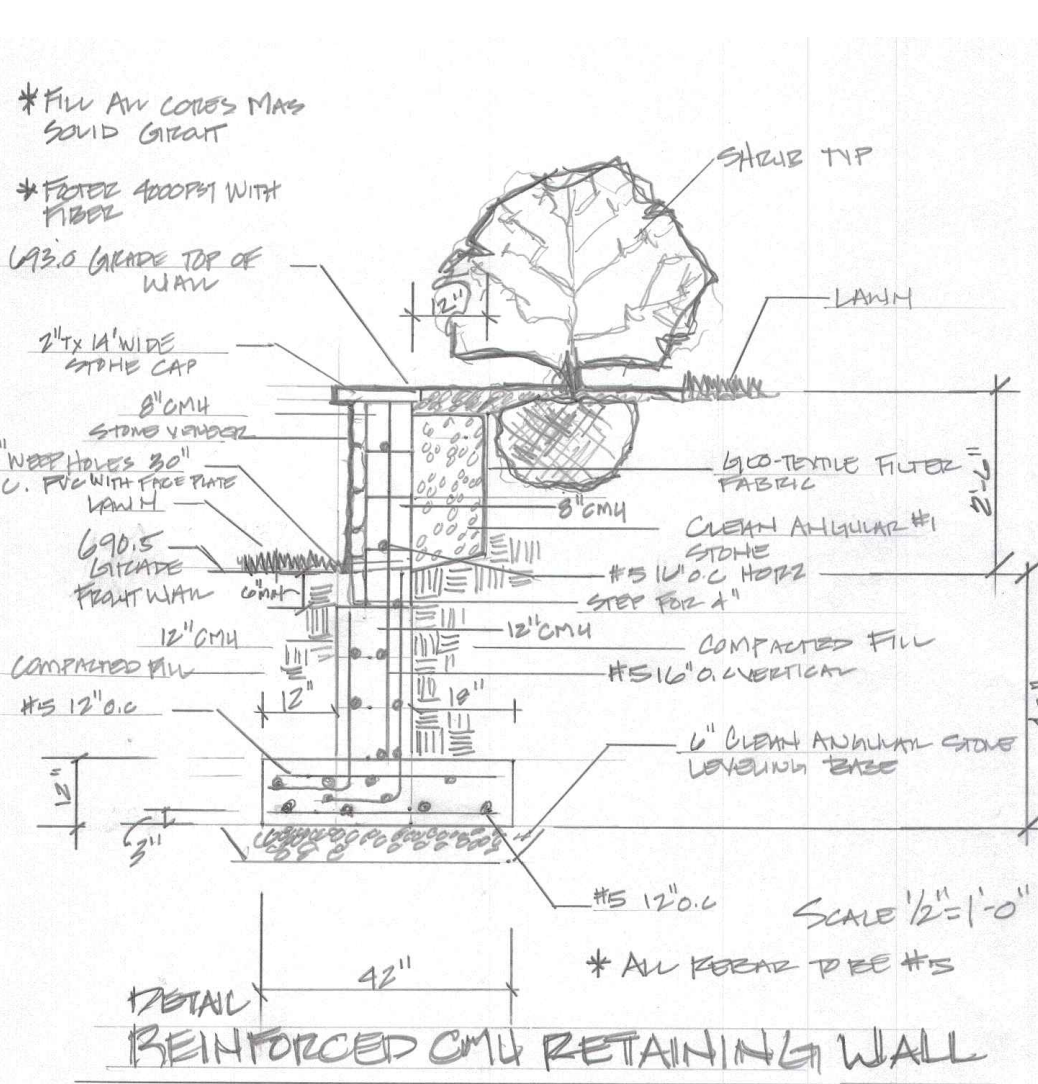 * FILL ALL CORES MAS
SOLID GROUT
* FOOTER 4000PSI WITH
FIBER
693.0 GRADE TOP OF
WALL
2"TX 14' WIDE
STONE CAP
8" CMU
STONE VENEER
" WEEP HOLES 30"
C. PVC WITH FACE PLATE
LAWN
690.5
GRADE
FRONT WALL
12" CMU
COMPACTED FILL
#5 12" O.C
12"
3"
12"
18"
12"
SHRUB TYP
LAWN
GEO-TEXTILE FILTER
FABRIC
2'-6"
8" CMU
CLEAN ANGULAR #1
STONE
#5 16" O.C HORZ
STEP FOR 4"
12" CMU
COMPACTED FILL
#5 16" O.C VERTICAL
6" CLEAN ANGULAR STONE
LEVELING BASE
#5 12" O.C
SCALE 1/2"=1'-0"
* ALL REBAR TO BE #5
42"
DETAIL
REINFORCED CMU RETAINING WALL